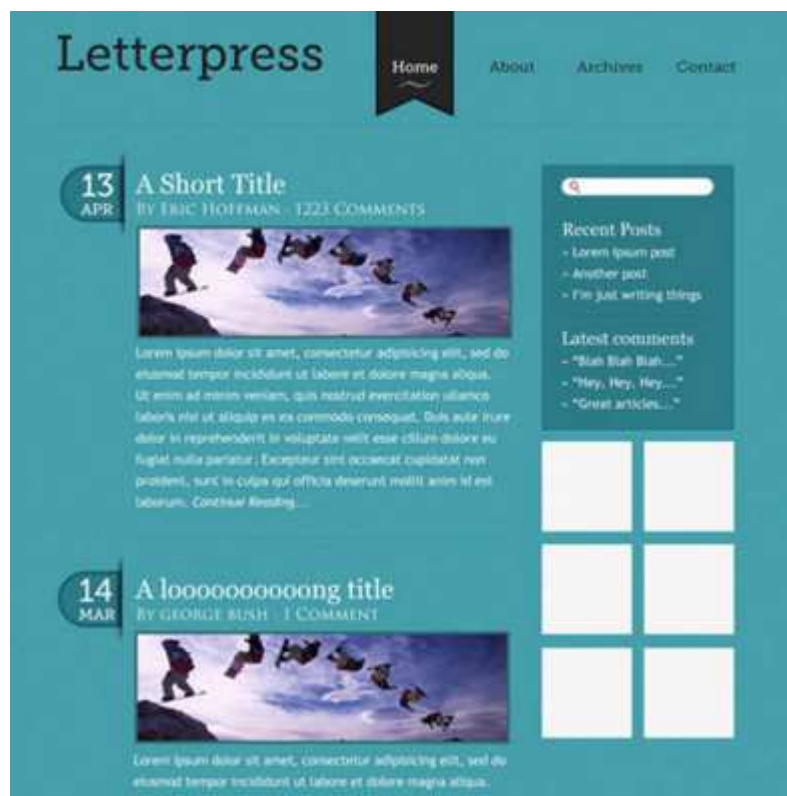 Letterpress
Home
About
Archives
Contact
13
APR
A Short Title
By Eric Hoffman · 1223 Comments
Lorem ipsum dolor sit amet, consectetur adipisicing elit, sed do
eiusmod tempor incididunt ut labore et dolore magna aliqua.
Ut enim ad minim veniam, quis nostrud exercitation ullamco
laboris nisi ut aliquip ex ea commodo consequat. Duis aute irure
dolor in reprehenderit in voluptate velit esse cillum dolore eu
fugiat nulla pariatur. Excepteur sint occaecat cupidatat non
proident, sunt in culpa qui officia deserunt mollit anim id est
laborum. Continue Reading...
14
MAR
A looooooooooong title
By george bush · 1 Comment
Lorem ipsum dolor sit amet, consectetur adipisicing elit, sed do
eiusmod tempor incididunt ut labore et dolore magna aliqua.
Recent Posts
- Lorem Ipsum post
- Another post
- I'm just writing things
Latest comments
- "Blah Blah Blah..."
- "Hey, Hey, Hey..."
- "Great articles..."